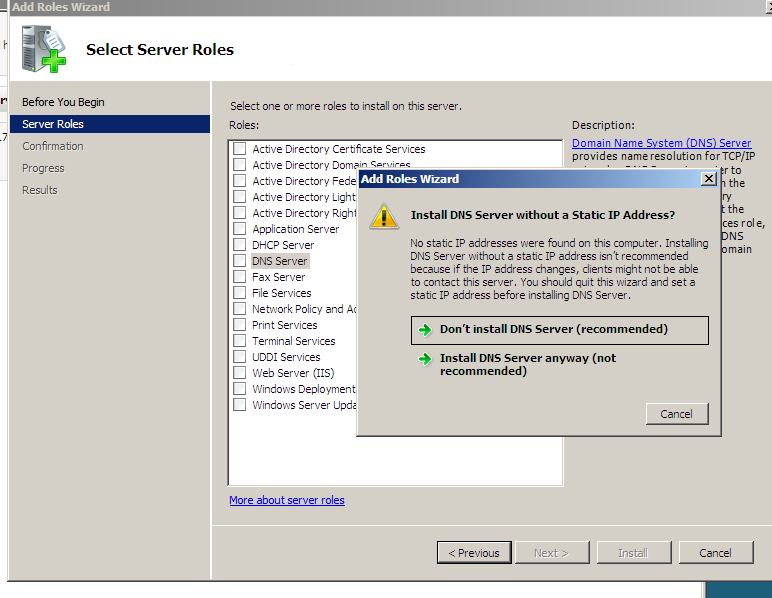 Add Roles Wizard
Select Server Roles
Before You Begin
Server Roles
Confirmation
Progress
Results
Select one or more roles to install on this server.
Roles:
Active Directory Certificate Services
Active Directory Domain Services
Active Directory Fede
Active Directory Light
Active Directory Right
Application Server
DHCP Server
DNS Server
Fax Server
File Services
Network Policy and Ac
Print Services
Terminal Services
UDDI Services
Web Server (IIS)
Windows Deployment
Windows Server Upda
More about server roles
Description:
Domain Name System (DNS) Server
provides name resolution for TCP/IP
to
n the
ry
t the
ces role,
DNS
omain
Add Roles Wizard
Install DNS Server without a Static IP Address?
No static IP addresses were found on this computer. Installing
DNS Server without a static IP address isn't recommended
because if the IP address changes, clients might not be able
to contact this server. You should quit this wizard and set a
static IP address before installing DNS Server.
Don't install DNS Server (recommended)
Install DNS Server anyway (not
recommended)
Cancel
< Previous
Next >
Install
Cancel